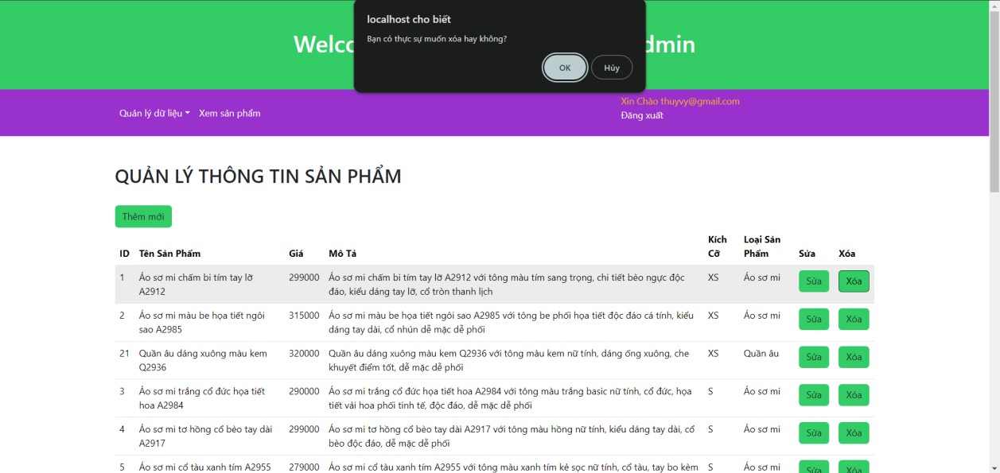 localhost cho biết
Bạn có thực sự muốn xóa hay không?
OK
Hủy
Quản lý dữ liệu
Xem sản phẩm
Xin Chào thuyvy@gmail.com
Đăng xuất
QUẢN LÝ THÔNG TIN SẢN PHẨM
Thêm mới
ID Tên Sản Phẩm Giá Mô Tả Kích Cỡ Loại Sản Phẩm Sửa Xóa
1 Áo sơ mi chấm bi tím tay lỡ 299000 Áo sơ mi chấm bi tím tay lỡ A2912 với tông màu tím sang trọng, chi tiết bèo ngực độc XS Áo sơ mi Sửa Xóa
A2912 đáo, kiểu dáng tay lỡ, cổ tròn thanh lịch
2 Áo sơ mi màu be họa tiết ngôi 315000 Áo sơ mi màu be họa tiết ngôi sao A2985 với tông be phối họa tiết độc đáo cá tính, kiểu XS Áo sơ mi Sửa Xóa
sao A2985 dáng tay dài, cổ nhún dễ mặc dễ phối
21 Quần âu dáng xuông màu kem 320000 Quần âu dáng xuông màu kem Q2936 với tông màu kem nữ tính, dáng ống xuông, che XS Quần âu Sửa Xóa
Q2936 khuyết điểm tốt, dễ mặc dễ phối
3 Áo sơ mi trắng cổ đức họa tiết 290000 Áo sơ mi trắng cổ đức họa tiết hoa A2984 với tông màu trắng basic nữ tính, cổ đức, họa S Áo sơ mi Sửa Xóa
hoa A2984 tiết vải hoa phối tinh tế, độc đáo, dễ mặc dễ phối
4 Áo sơ mi tơ hồng cổ bèo tay dài 299000 Áo sơ mi tơ hồng cổ bèo tay dài A2917 với tông màu hồng nữ tính, kiểu dáng tay dài, cổ S Áo sơ mi Sửa Xóa
A2917 bèo độc đáo, dễ mặc dễ phối
5 Áo sơ mi cổ tàu xanh tím A2955 279000 Áo sơ mi cổ tàu xanh tím A2955 với tông màu xanh tím kẻ sọc nữ tính, cổ tàu, tay bo kèm S Áo sơ mi Sửa Xóa